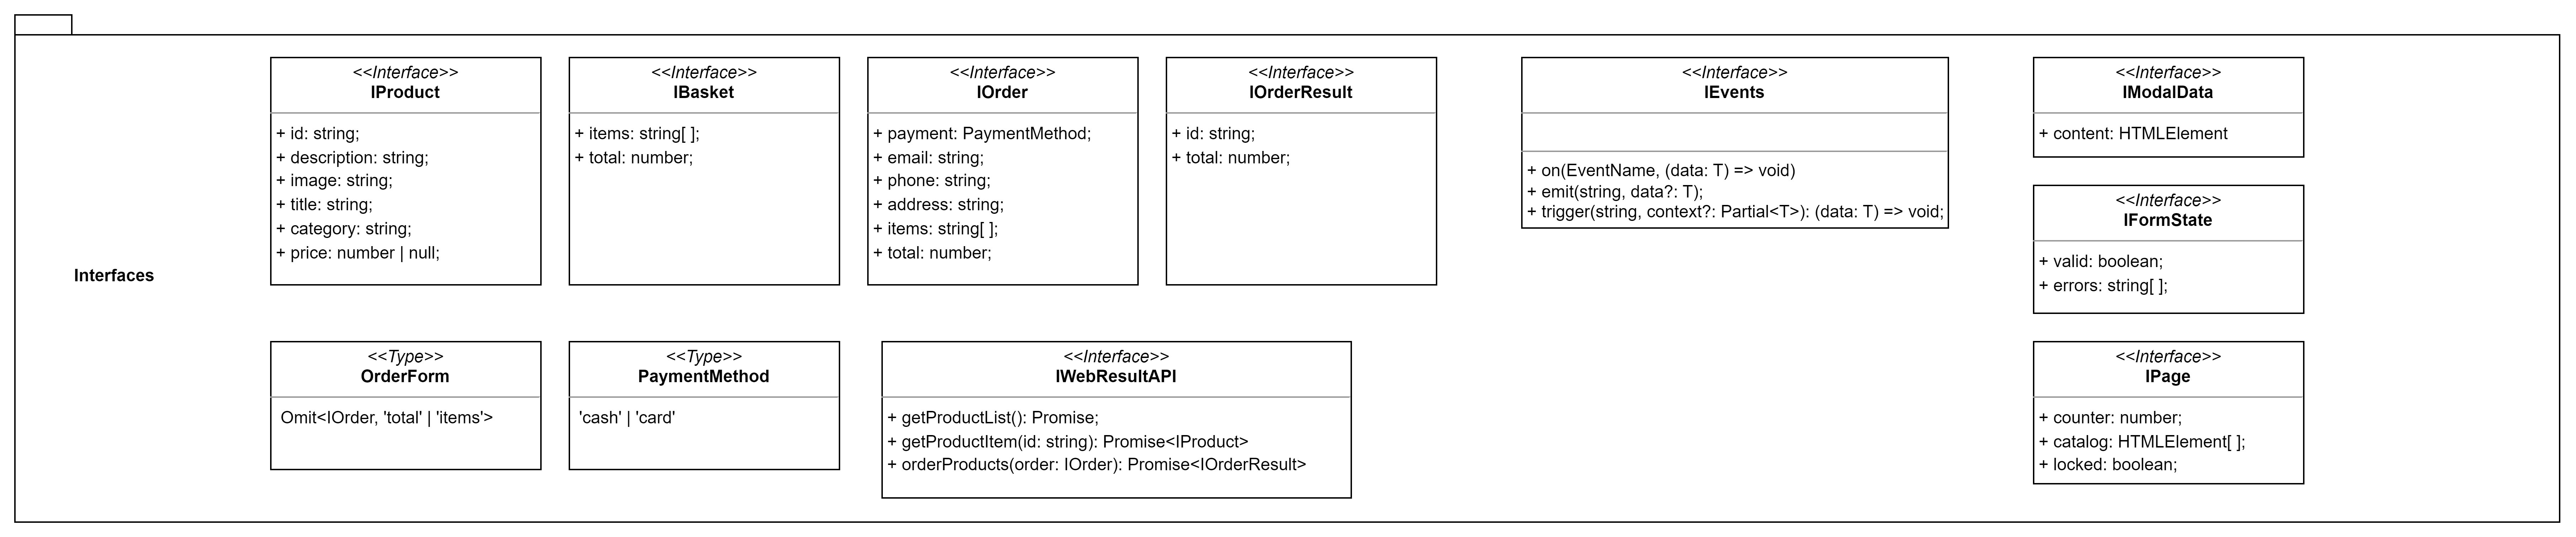 Interfaces
<<Interface>>
IProduct
+ id: string;
+ description: string;
+ image: string;
+ title: string;
+ category: string;
+ price: number | null;
<<Interface>>
IBasket
+ items: string[ ];
+ total: number;
<<Interface>>
IOrder
+ payment: PaymentMethod;
+ email: string;
+ phone: string;
+ address: string;
+ items: string[ ];
+ total: number;
<<Interface>>
IOrderResult
+ id: string;
+ total: number;
<<Interface>>
IEvents
+ on(EventName, (data: T) => void)
+ emit(string, data?: T);
+ trigger(string, context?: Partial<T>): (data: T) => void;
<<Interface>>
IModalData
+ content: HTMLElement
<<Interface>>
IFormState
+ valid: boolean;
+ errors: string[ ];
<<Type>>
OrderForm
Omit<IOrder, 'total' | 'items'>
<<Type>>
PaymentMethod
'cash' | 'card'
<<Interface>>
IWebResultAPI
+ getProductList(): Promise;
+ getProductItem(id: string): Promise<IProduct>
+ orderProducts(order: IOrder): Promise<IOrderResult>
<<Interface>>
IPage
+ counter: number;
+ catalog: HTMLElement[ ];
+ locked: boolean;